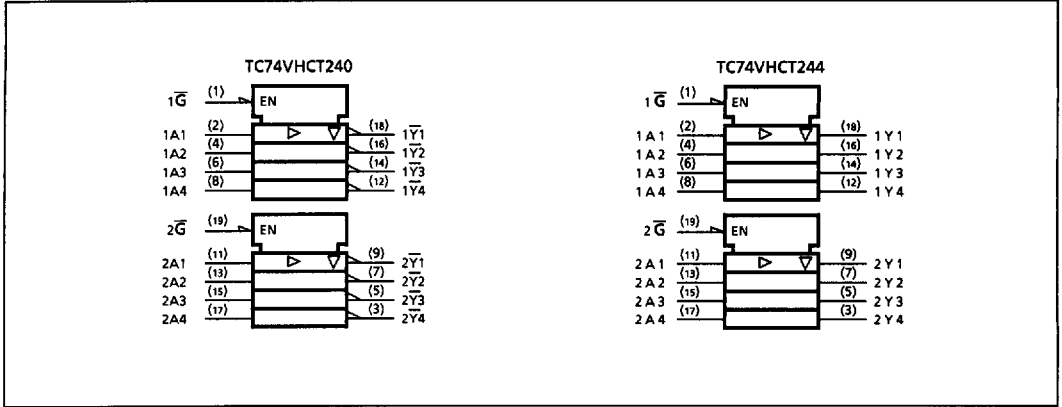 TC74VHCT240
1G̅ (1) EN
1A1 (2) (18) 1Y̅1
1A2 (4) (16) 1Y̅2
1A3 (6) (14) 1Y̅3
1A4 (8) (12) 1Y̅4
2G̅ (19) EN
2A1 (11) (9) 2Y̅1
2A2 (13) (7) 2Y̅2
2A3 (15) (5) 2Y̅3
2A4 (17) (3) 2Y̅4
TC74VHCT244
1G̅ (1) EN
1A1 (2) (18) 1Y1
1A2 (4) (16) 1Y2
1A3 (6) (14) 1Y3
1A4 (8) (12) 1Y4
2G̅ (19) EN
2A1 (11) (9) 2Y1
2A2 (13) (7) 2Y2
2A3 (15) (5) 2Y3
2A4 (17) (3) 2Y4